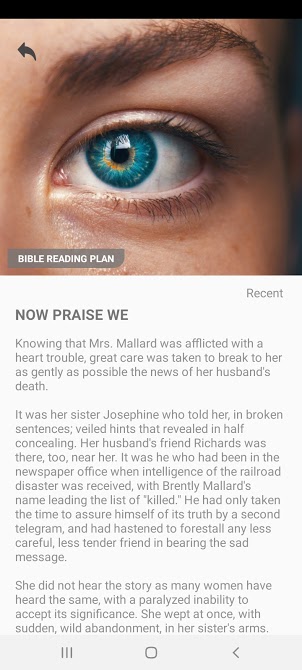 BIBLE READING PLAN
Recent
NOW PRAISE WE
Knowing that Mrs. Mallard was afflicted with a
heart trouble, great care was taken to break to her
as gently as possible the news of her husband's
death.
It was her sister Josephine who told her, in broken
sentences; veiled hints that revealed in half
concealing. Her husband's friend Richards was
there, too, near her. It was he who had been in the
newspaper office when intelligence of the railroad
disaster was received, with Brently Mallard's
name leading the list of "killed." He had only taken
the time to assure himself of its truth by a second
telegram, and had hastened to forestall any less
careful, less tender friend in bearing the sad
message.
She did not hear the story as many women have
heard the same, with a paralyzed inability to
accept its significance. She wept at once, with
sudden, wild abandonment, in her sister's arms.